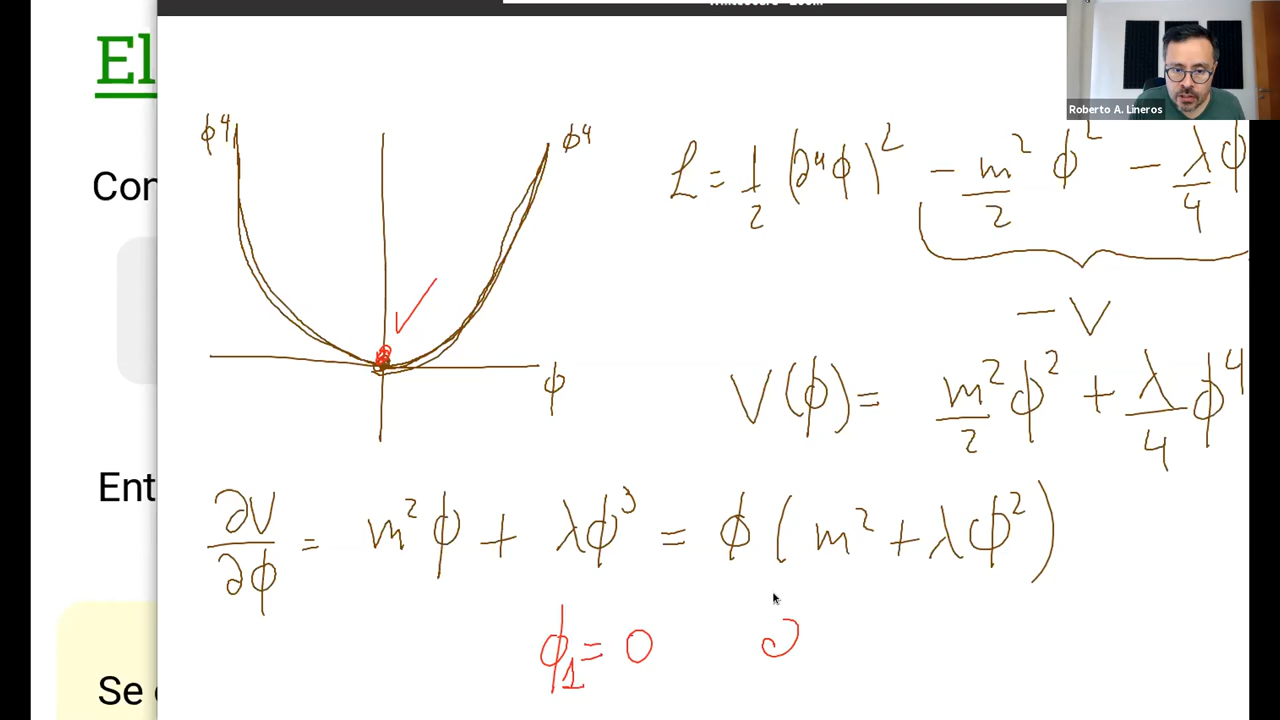 El
Con
Ent
Roberto A. Lineros
ϕ⁴ ϕ⁴
ℒ = 1/2 (∂^μ ϕ)² − m²/2 ϕ² − λ/4 ϕ
− V
ϕ
V(ϕ) = m²/2 ϕ² + λ/4 ϕ⁴
∂V/∂ϕ = m²ϕ + λϕ³ = ϕ(m² + λϕ²)
ϕ₁ = 0